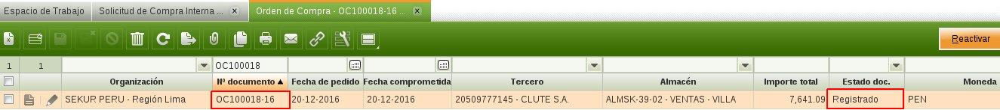 Espacio de Trabajo Solicitud de Compra Interna ... Orden de Compra - OC100018-16 ...
Reactivar
1 1 OC100018
Organización Nº documento Fecha de pedido Fecha comprometida Tercero Almacén Importe total Estado doc. Moneda
SEKUR PERU - Región Lima OC100018-16 20-12-2016 20-12-2016 20509777145 - CLUTE S.A. ALMSK-39-02 - VENTAS - VILLA 7,641.09 Registrado PEN